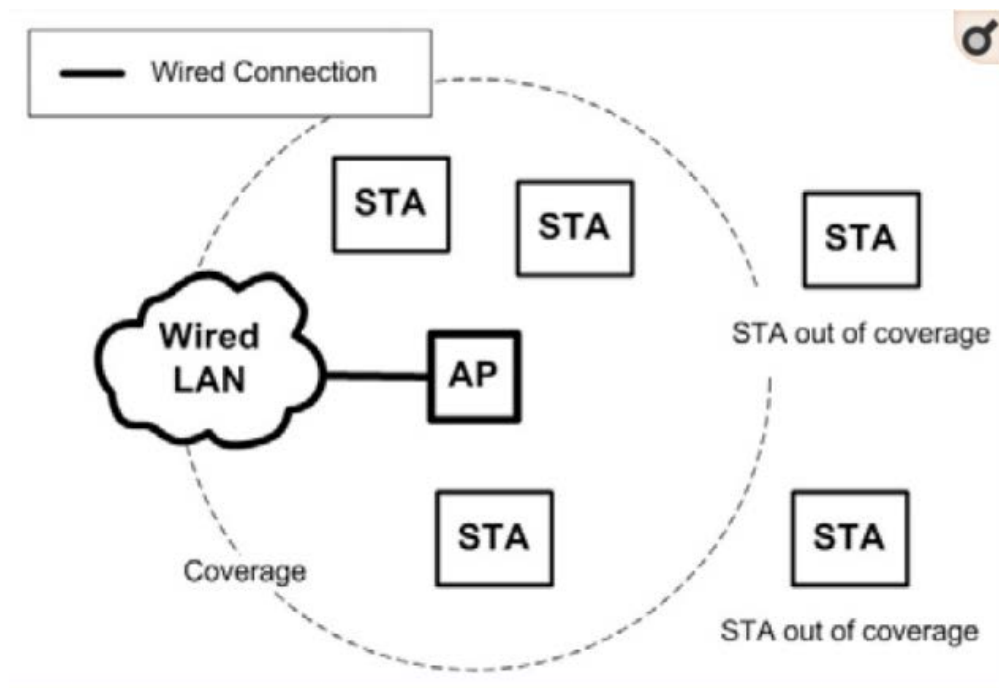 Wired Connection
STA
STA
STA
STA out of coverage
Wired
LAN
AP
STA
STA
Coverage
STA out of coverage